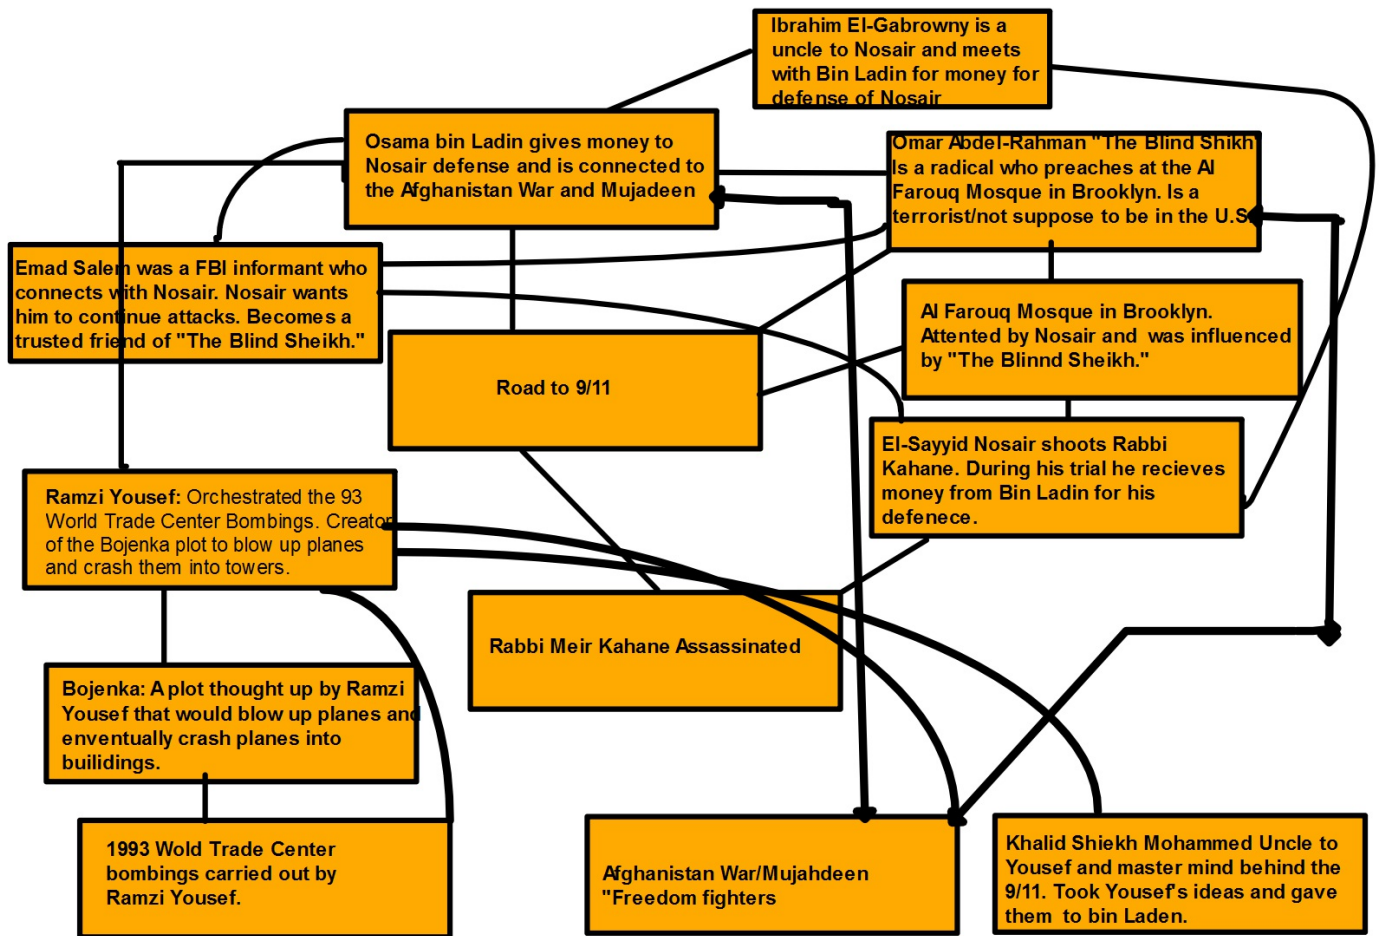 Ibrahim El-Gabrowny is a
uncle to Nosair and meets
with Bin Ladin for money for
defense of Nosair
Osama bin Ladin gives money to
Nosair defense and is connected to
the Afghanistan War and Mujadeen
Omar Abdel-Rahman "The Blind Shikh
Is a radical who preaches at the Al
Farouq Mosque in Brooklyn. Is a
terrorist/not suppose to be in the U.S.
Emad Salem was a FBI informant who
connects with Nosair. Nosair wants
him to continue attacks. Becomes a
trusted friend of "The Blind Sheikh."
Al Farouq Mosque in Brooklyn.
Attented by Nosair and was influenced
by "The Blinnd Sheikh."
Road to 9/11
El-Sayyid Nosair shoots Rabbi
Kahane. During his trial he recieves
money from Bin Ladin for his
defenece.
Ramzi Yousef: Orchestrated the 93
World Trade Center Bombings. Creator
of the Bojenka plot to blow up planes
and crash them into towers.
Rabbi Meir Kahane Assassinated
Bojenka: A plot thought up by Ramzi
Yousef that would blow up planes and
enventually crash planes into
builidings.
1993 Wold Trade Center
bombings carried out by
Ramzi Yousef.
Afghanistan War/Mujahdeen
"Freedom fighters
Khalid Shiekh Mohammed Uncle to
Yousef and master mind behind the
9/11. Took Yousef's ideas and gave
them to bin Laden.